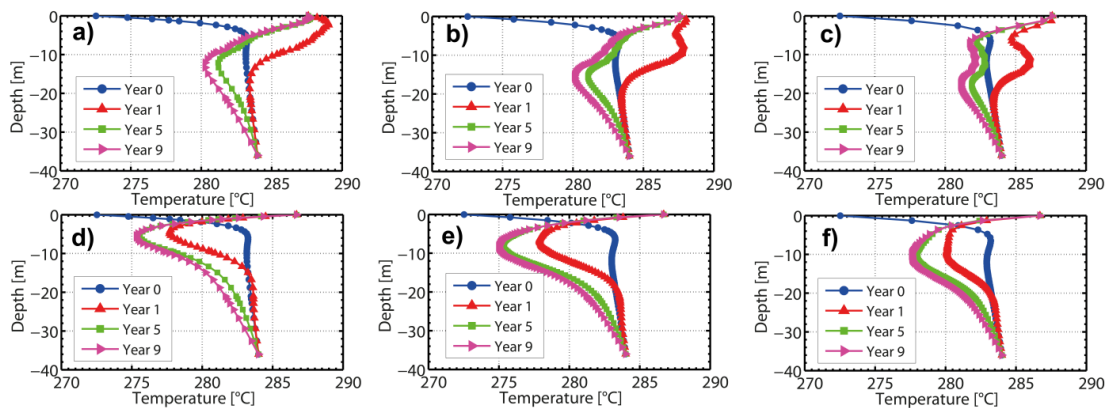 a)
0
−10
−20
−30
−40
Depth [m]
Year 0
Year 1
Year 5
Year 9
270 275 280 285 290
Temperature [°C]
b)
0
−10
−20
−30
−40
Depth [m]
Year 0
Year 1
Year 5
Year 9
270 275 280 285 290
Temperature [°C]
c)
0
−10
−20
−30
−40
Depth [m]
Year 0
Year 1
Year 5
Year 9
270 275 280 285 290
Temperature [°C]
d)
0
−10
−20
−30
−40
Depth [m]
Year 0
Year 1
Year 5
Year 9
270 275 280 285 290
Temperature [°C]
e)
0
−10
−20
−30
−40
Depth [m]
Year 0
Year 1
Year 5
Year 9
270 275 280 285 290
Temperature [°C]
f)
0
−10
−20
−30
−40
Depth [m]
Year 0
Year 1
Year 5
Year 9
270 275 280 285 290
Temperature [°C]